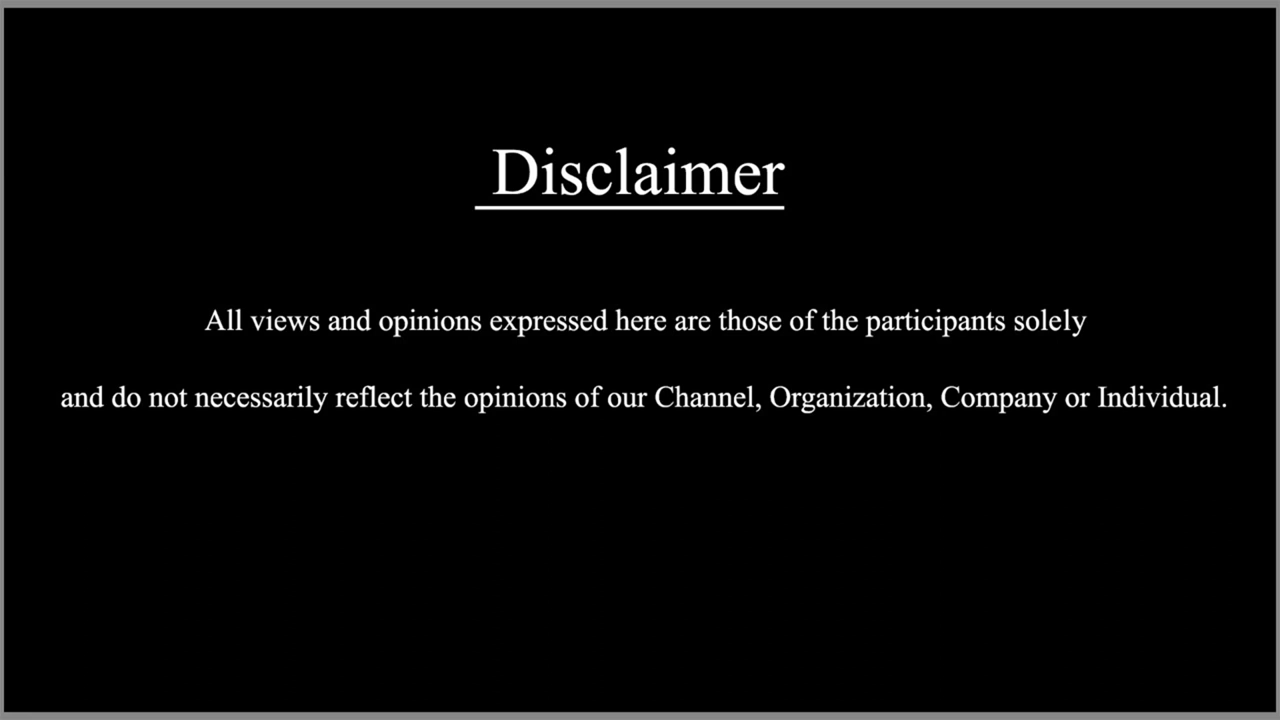 Disclaimer
All views and opinions expressed here are those of the participants solely
and do not necessarily reflect the opinions of our Channel, Organization, Company or Individual.